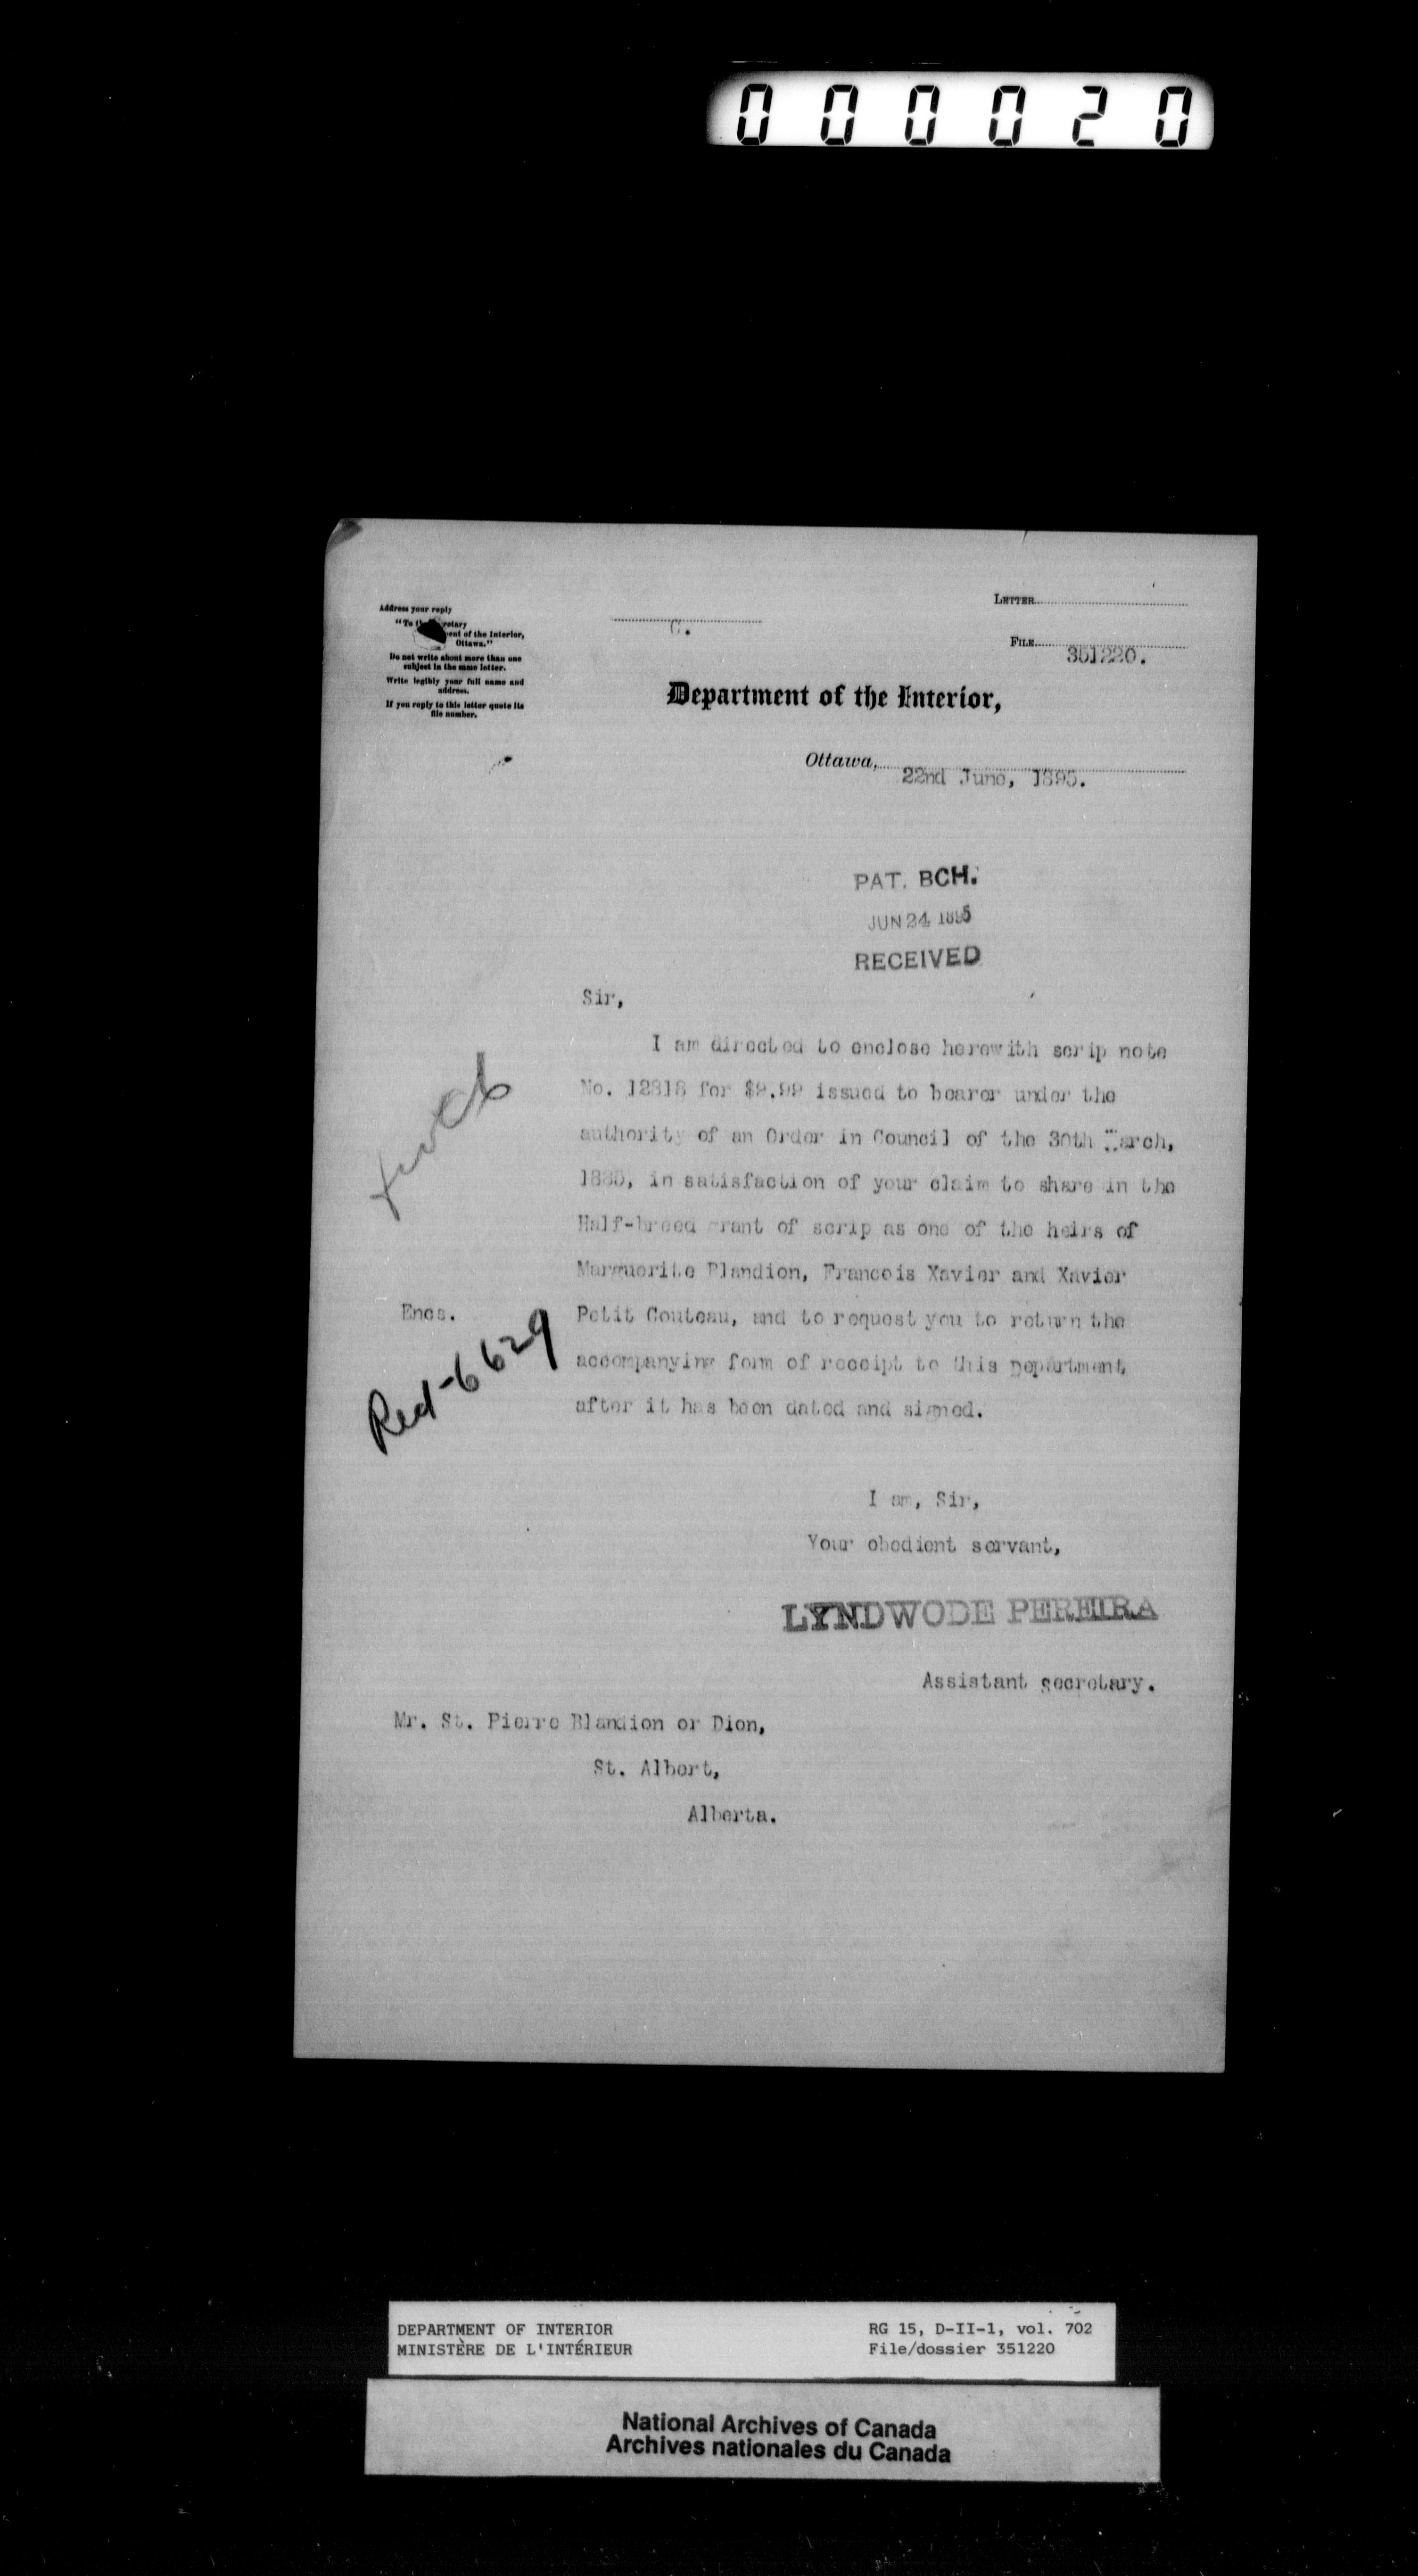 000020
Address your reply
"To the Secretary
ent of the Interior,
Ottawa."
Do not write about more than one
subject in the same letter.
Write legibly your full name and
address.
If you reply to this letter quote its
file number.
C.
LETTER
FILE 351220.
Department of the Interior,
Ottawa, 22nd June, 1895.
PAT. BCH.
JUN 24 1895
RECEIVED
Sir,
I am directed to enclose herewith scrip note
No. 12818 for $9.99 issued to bearer under the
authority of an Order in Council of the 30th March,
1885, in satisfaction of your claim to share in the
Half-breed grant of scrip as one of the heirs of
Marguerite Blandion, Francois Xavier and Xavier
Petit Couteau, and to request you to return the
accompanying form of receipt to this Department
after it has been dated and signed.
Encs.
Red-6629
I am, Sir,
Your obedient servant,
LYNDWODE PEREIRA
Assistant Secretary.
Mr. St. Pierre Blandion or Dion,
St. Albert,
Alberta.
DEPARTMENT OF INTERIOR
MINISTÈRE DE L'INTÉRIEUR
RG 15, D-II-1, vol. 702
File/dossier 351220
National Archives of Canada
Archives nationales du Canada